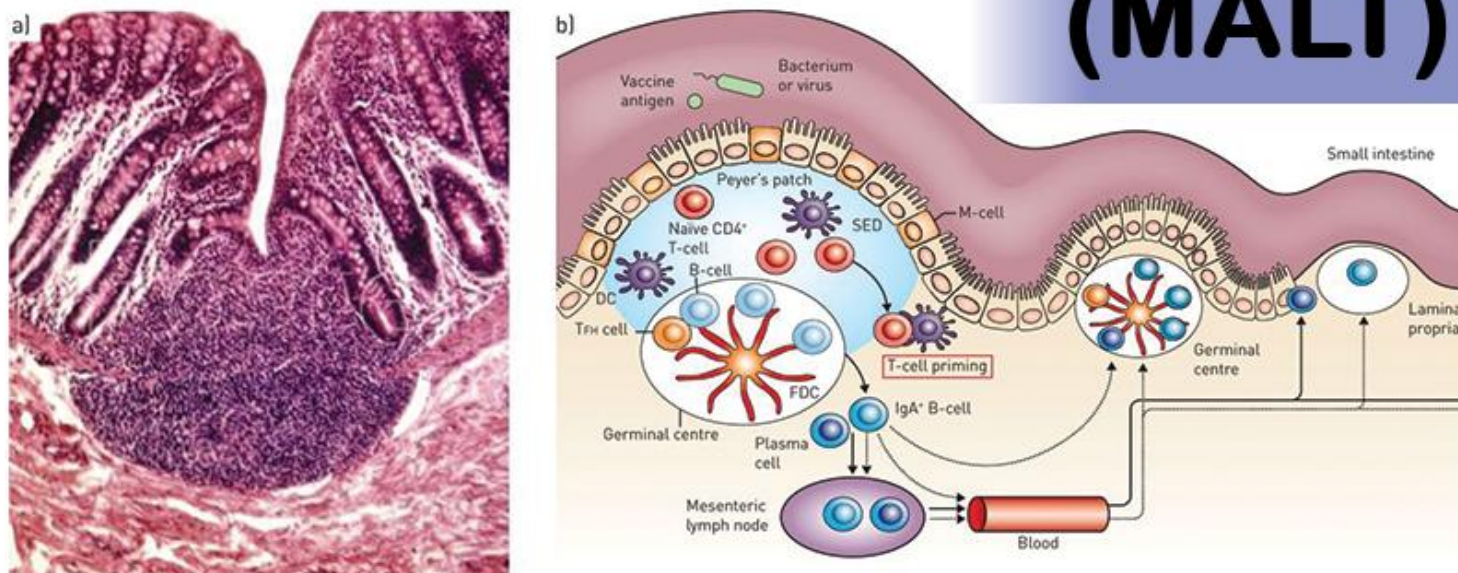 (MALT)
a)
b)
Vaccine
antigen
Bacterium
or virus
Small intestine
Peyer's patch
M-cell
Naïve CD4+
T-cell
SED
B-cell
DC
TFH cell
FDC
T-cell priming
Germinal
centre
Lamina
propria
Germinal centre
IgA+ B-cell
Plasma
cell
Mesenteric
lymph node
Blood